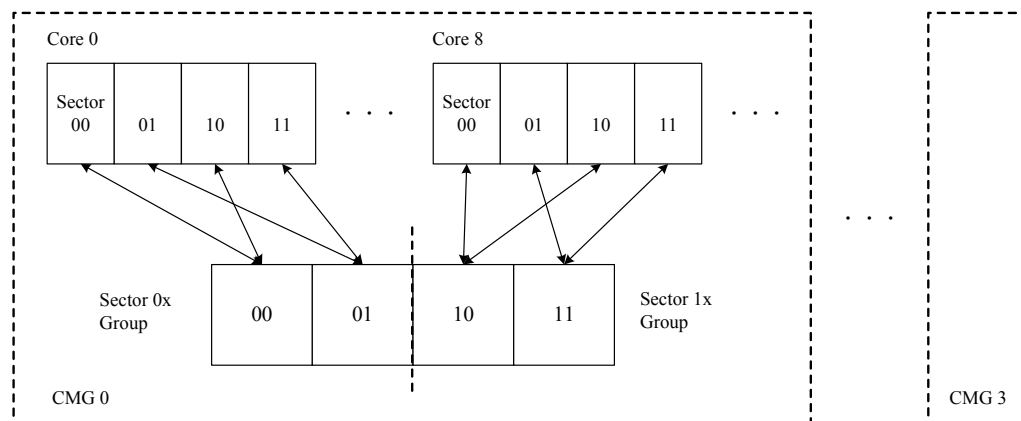 Core 0
Core 8
Sector
00
01
10
11
. . .
Sector
00
01
10
11
. . .
. . .
Sector 0x
Group
00
01
10
11
Sector 1x
Group
CMG 0
CMG 3